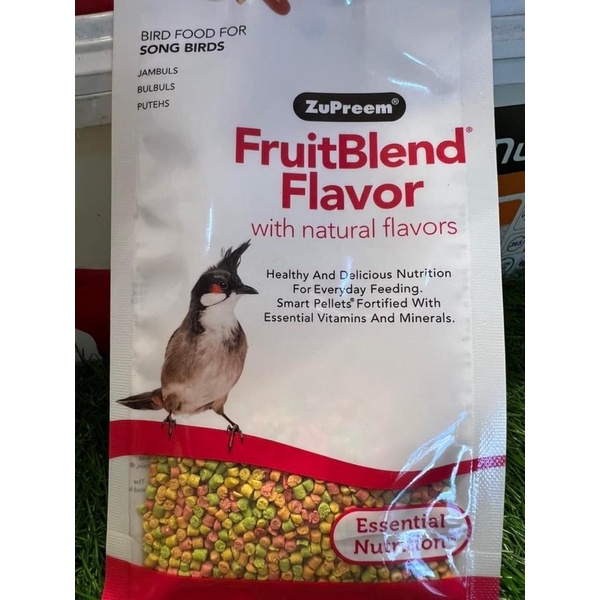 BIRD FOOD FOR
SONG BIRDS
JAMBULS
BULBULS
PUTEHS
ZuPreem®
FruitBlend®
Flavor
with natural flavors
Healthy And Delicious Nutrition
For Everyday Feeding.
Smart Pellets® Fortified With
Essential Vitamins And Minerals.
Essential
Nutrition®